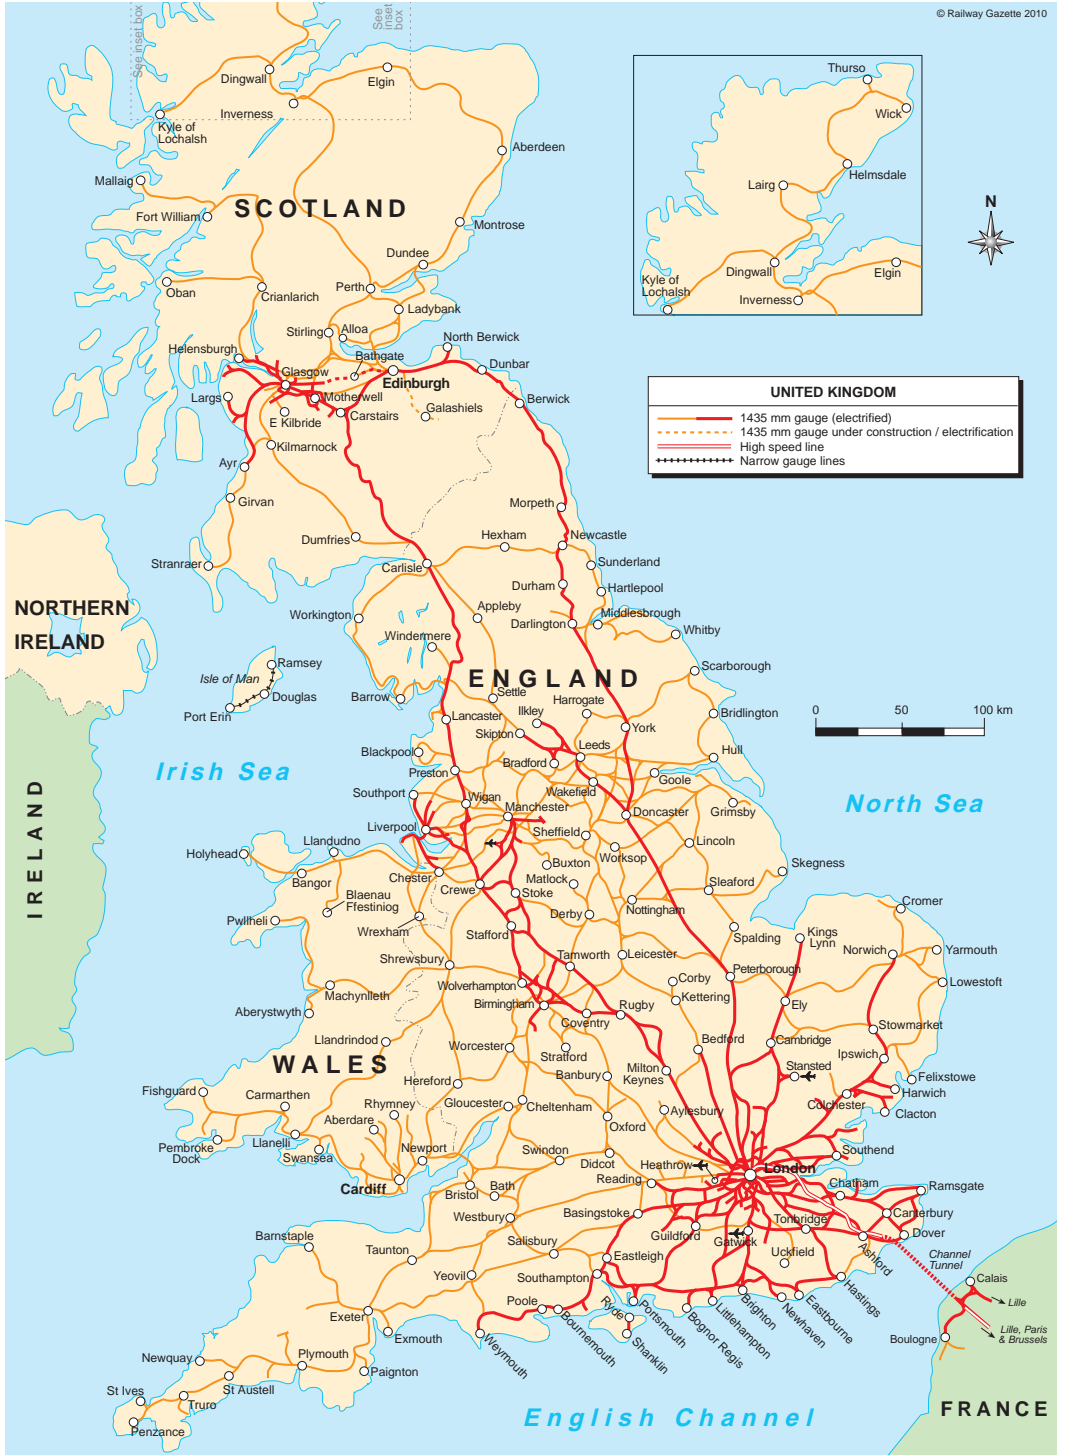 © Railway Gazette 2010
See inset box
See
inset
box
Dingwall
Elgin
Inverness
Kyle of
Lochalsh
Aberdeen
Mallaig
Fort William
SCOTLAND
Montrose
Dundee
Oban
Crianlarich
Perth
Ladybank
Stirling
Alloa
North Berwick
Helensburgh
Bathgate
Glasgow
Edinburgh
Dunbar
Largs
Motherwell
Berwick
E Kilbride
Carstairs
Galashiels
Kilmarnock
Ayr
Girvan
Morpeth
Dumfries
Hexham
Newcastle
Stranraer
Carlisle
Sunderland
Durham
Hartlepool
NORTHERN
IRELAND
Workington
Appleby
Middlesbrough
Darlington
Whitby
Windermere
Ramsey
Isle of Man
Scarborough
ENGLAND
Douglas
Port Erin
Barrow
Settle
Harrogate
Ilkley
Bridlington
Lancaster
Skipton
York
Leeds
Blackpool
Bradford
Hull
Irish Sea
Preston
Goole
Southport
Wigan
Wakefield
Manchester
Grimsby
Doncaster
Liverpool
Sheffield
North Sea
IRELAND
Llandudno
Holyhead
Lincoln
Worksop
Buxton
Skegness
Bangor
Chester
Matlock
Crewe
Sleaford
Blaenau
Ffestiniog
Stoke
Nottingham
Cromer
Pwllheli
Derby
Wrexham
Stafford
Spalding
Kings
Lynn
Norwich
Yarmouth
Shrewsbury
Tamworth
Leicester
Peterborough
Machynlleth
Wolverhampton
Corby
Lowestoft
Kettering
Aberystwyth
Birmingham
Rugby
Ely
Coventry
Stowmarket
Llandrindod
Worcester
Stratford
Bedford
Cambridge
Ipswich
WALES
Milton
Keynes
Stansted
Banbury
Felixstowe
Fishguard
Hereford
Harwich
Carmarthen
Rhymney
Gloucester
Cheltenham
Aylesbury
Colchester
Clacton
Aberdare
Oxford
Pembroke
Dock
Llanelli
Swansea
Newport
Swindon
Didcot
Heathrow
London
Southend
Cardiff
Bristol
Bath
Reading
Chatham
Ramsgate
Westbury
Basingstoke
Guildford
Gatwick
Tonbridge
Canterbury
Dover
Barnstaple
Taunton
Salisbury
Eastleigh
Uckfield
Ashford
Channel
Tunnel
Yeovil
Southampton
Calais
Poole
Ryde
Portsmouth
Bognor Regis
Littlehampton
Brighton
Newhaven
Eastbourne
Hastings
Lille
Exeter
Exmouth
Weymouth
Bournemouth
Shanklin
Boulogne
Lille, Paris
& Brussels
Newquay
Plymouth
Paignton
St Ives
St Austell
Truro
Penzance
English Channel
FRANCE
Thurso
Wick
Helmsdale
Lairg
Dingwall
Elgin
Kyle of
Lochalsh
Inverness
N
UNITED KINGDOM
1435 mm gauge (electrified)
1435 mm gauge under construction / electrification
High speed line
Narrow gauge lines
0 50 100 km